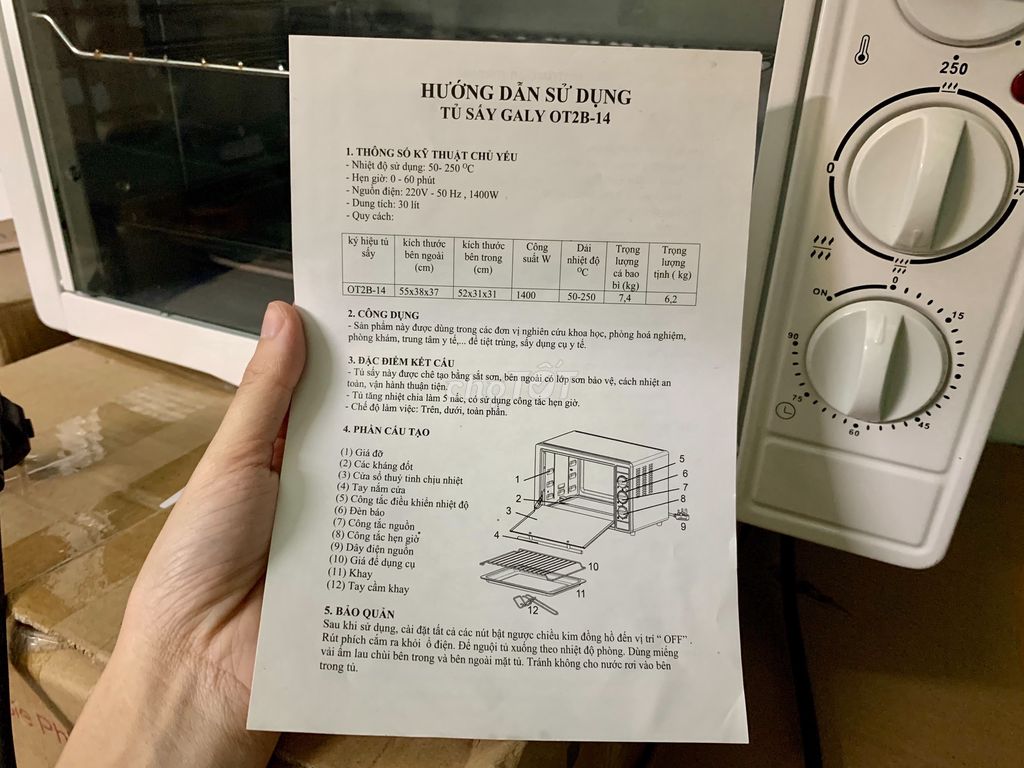 HƯỚNG DẪN SỬ DỤNG
TỦ SẤY GALY OT2B-14
1. THÔNG SỐ KỸ THUẬT CHỦ YẾU
- Nhiệt độ sử dụng: 50- 250 ⁰C
- Hẹn giờ: 0 - 60 phút
- Nguồn điện: 220V - 50 Hz , 1400W
- Dung tích: 30 lít
- Quy cách:
ký hiệu tủ sấy | kích thước bên ngoài (cm) | kích thước bên trong (cm) | Công suất W | Dải nhiệt độ ⁰C | Trọng lượng cả bao bì (kg) | Trọng lượng tịnh ( kg)
OT2B-14 | 55x38x37 | 52x31x31 | 1400 | 50-250 | 7,4 | 6,2
2. CÔNG DỤNG
- Sản phẩm này được dùng trong các đơn vị nghiên cứu khoa học, phòng hoá nghiệm,
phòng khám, trung tâm y tế,... để tiệt trùng, sấy dụng cụ y tế.
3. ĐẶC ĐIỂM KẾT CẤU
- Tủ sấy này được chế tạo bằng sắt sơn, bên ngoài có lớp sơn bảo vệ, cách nhiệt an
toàn, vận hành thuận tiện.
- Tủ tăng nhiệt chia làm 5 nấc, có sử dụng công tắc hẹn giờ.
- Chế độ làm việc: Trên, dưới, toàn phần.
chợTỐT
4. PHẦN CẤU TẠO
(1) Giá đỡ
(2) Các kháng đốt
(3) Cửa sổ thuỷ tinh chịu nhiệt
(4) Tay nắm cửa
(5) Công tắc điều khiển nhiệt độ
(6) Đèn báo
(7) Công tắc nguồn
(8) Công tắc hẹn giờ
(9) Dây điện nguồn
(10) Giá để dụng cụ
(11) Khay
(12) Tay cầm khay
1
2
3
4
5
6
7
8
9
10
11
12
5. BẢO QUẢN
Sau khi sử dụng, cài đặt tất cả các nút bật ngược chiều kim đồng hồ đến vị trí “ OFF” .
Rút phích cắm ra khỏi ổ điện. Để nguội tủ xuống theo nhiệt độ phòng. Dùng miếng
vải ẩm lau chùi bên trong và bên ngoài mặt tủ. Tránh không cho nước rơi vào bên
trong tủ.
250
0
0
ON
15
45
60
75
90